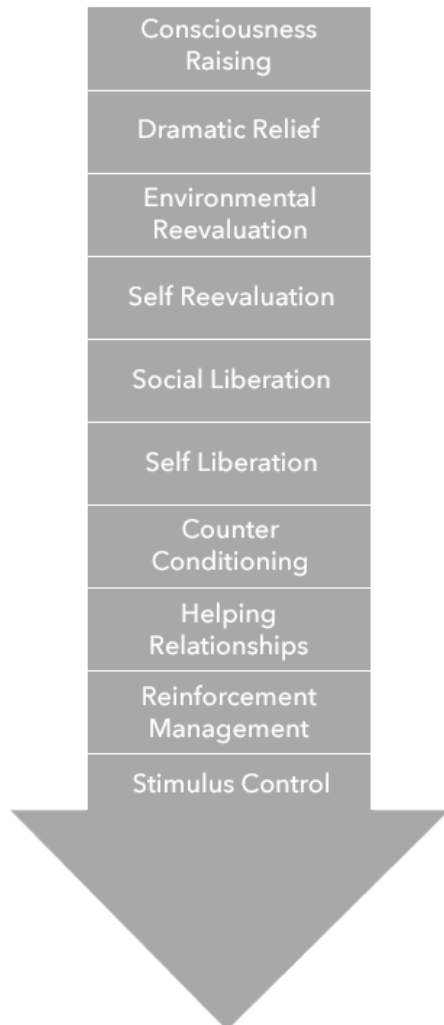 Consciousness
Raising
Dramatic Relief
Environmental
Reevaluation
Self Reevaluation
Social Liberation
Self Liberation
Counter
Conditioning
Helping
Relationships
Reinforcement
Management
Stimulus Control